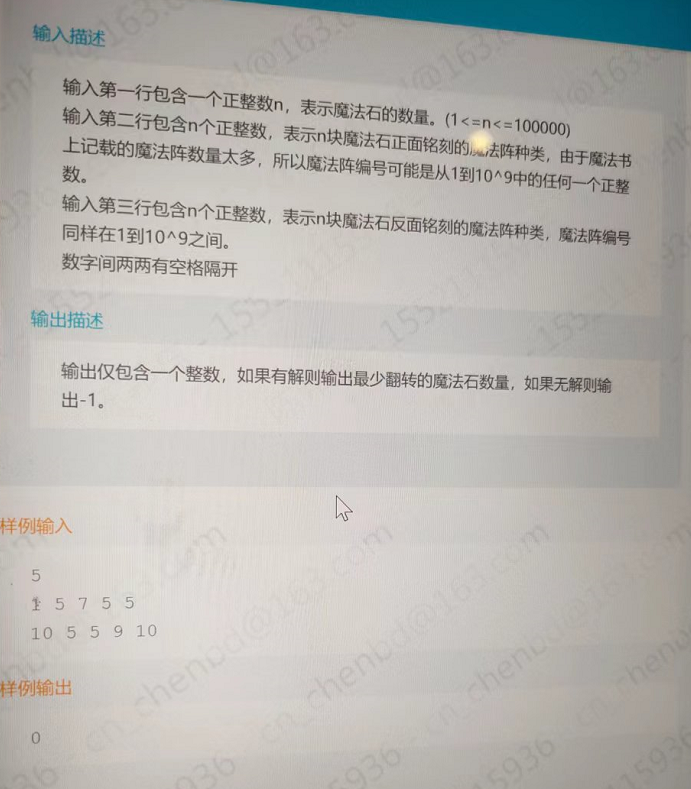 输入描述
输入第一行包含一个正整数n，表示魔法石的数量。(1<=n<=100000)
输入第二行包含n个正整数，表示n块魔法石正面铭刻的魔法阵种类，由于魔法书
上记载的魔法阵数量太多，所以魔法阵编号可能是从1到10^9中的任何一个正整
数。
输入第三行包含n个正整数，表示n块魔法石反面铭刻的魔法阵种类，魔法阵编号
同样在1到10^9之间。
数字间两两有空格隔开
输出描述
输出仅包含一个整数，如果有解则输出最少翻转的魔法石数量，如果无解则输
出-1。
样例输入
5
1 5 7 5 5
10 5 5 9 10
样例输出
0